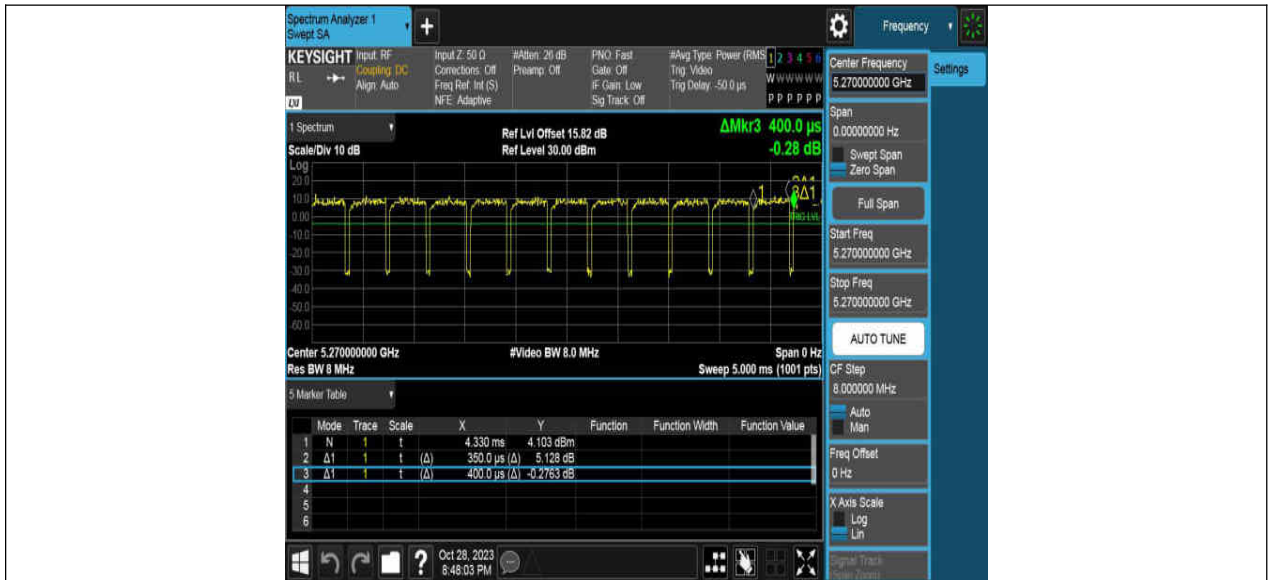 Spectrum Analyzer 1
Swept SA
+
Frequency
KEYSIGHT
RL
Input: RF
Coupling: DC
Align: Auto
Input Z: 50 Ω
Corrections: Off
Freq Ref: Int (S)
NFE: Adaptive
#Atten: 26 dB
Preamp: Off
PNO: Fast
Gate: Off
IF Gain: Low
Sig Track: Off
#Avg Type: Power (RMS
Trig: Video
Trig Delay: -50.0 µs
1 2 3 4 5 6
W W W W W W
P P P P P P
LXI
1 Spectrum
Scale/Div 10 dB
Ref Lvl Offset 15.82 dB
Ref Level 30.00 dBm
ΔMkr3 400.0 µs
-0.28 dB
Log
20.0
10.0
0.00
-10.0
-20.0
-30.0
-40.0
-50.0
-60.0
1
3Δ1
TRIG LVL
Center 5.270000000 GHz
#Video BW 8.0 MHz
Span 0 Hz
Res BW 8 MHz
Sweep 5.000 ms (1001 pts)
5 Marker Table
Mode Trace Scale X Y Function Function Width Function Value
1 N 1 t 4.330 ms 4.103 dBm
2 Δ1 1 t (Δ) 350.0 µs (Δ) 5.128 dB
3 Δ1 1 t (Δ) 400.0 µs (Δ) -0.2763 dB
4
5
6
?
Oct 28, 2023
8:48:03 PM
Center Frequency
5.270000000 GHz
Settings
Span
0.00000000 Hz
Swept Span
Zero Span
Full Span
Start Freq
5.270000000 GHz
Stop Freq
5.270000000 GHz
AUTO TUNE
CF Step
8.000000 MHz
Auto
Man
Freq Offset
0 Hz
X Axis Scale
Log
Lin
Signal Track
(Span Zoom)